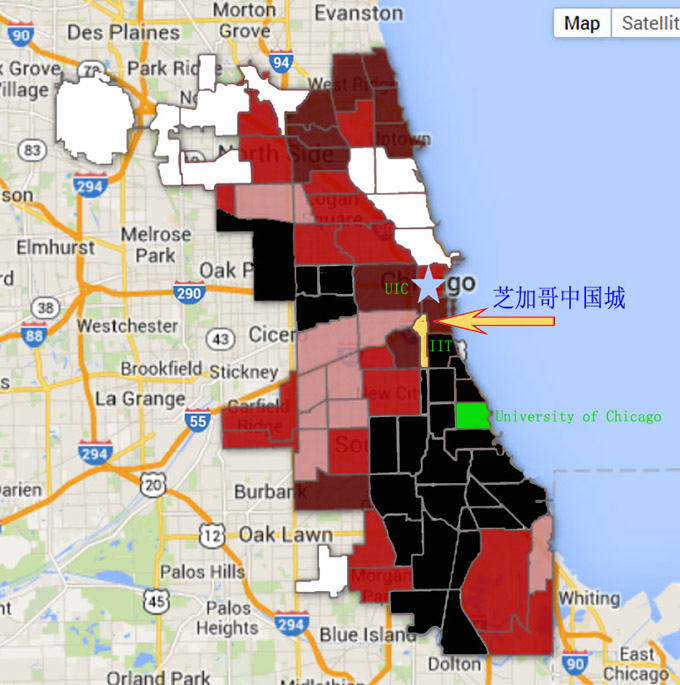 Morton
Grove
Evanston
Map
Satellit
90
Des Plaines
94
Park Ridge
West Ridge
Grove
Village
83
Uptown
North Side
294
son
Logan
Square
Elmhurst
Melrose
Park
Oak P
290
UIC
Chicago
芝加哥中国城
38
88
Westchester
43
Cicero
IIT
Brookfield
Stickney
La Grange
New City
Garfield
Ridge
55
University of Chicago
294
20
Darien
Burbank
12
Oak Lawn
Palos Hills
Morgan
45
Palos
Heights
294
Blue Island
Whiting
Dolton
90
East
Chicago
Orland Park